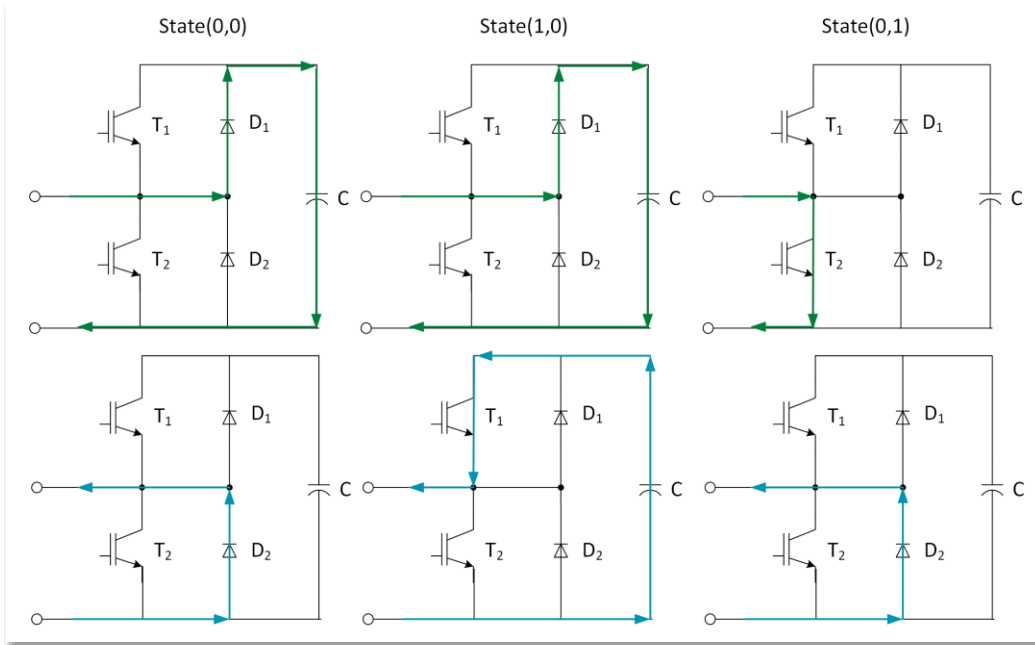 State(0,0) State(1,0) State(0,1)
T1 D1 T1 D1 T1 D1
C C C
T2 D2 T2 D2 T2 D2
T1 D1 T1 D1 T1 D1
C C C
T2 D2 T2 D2 T2 D2